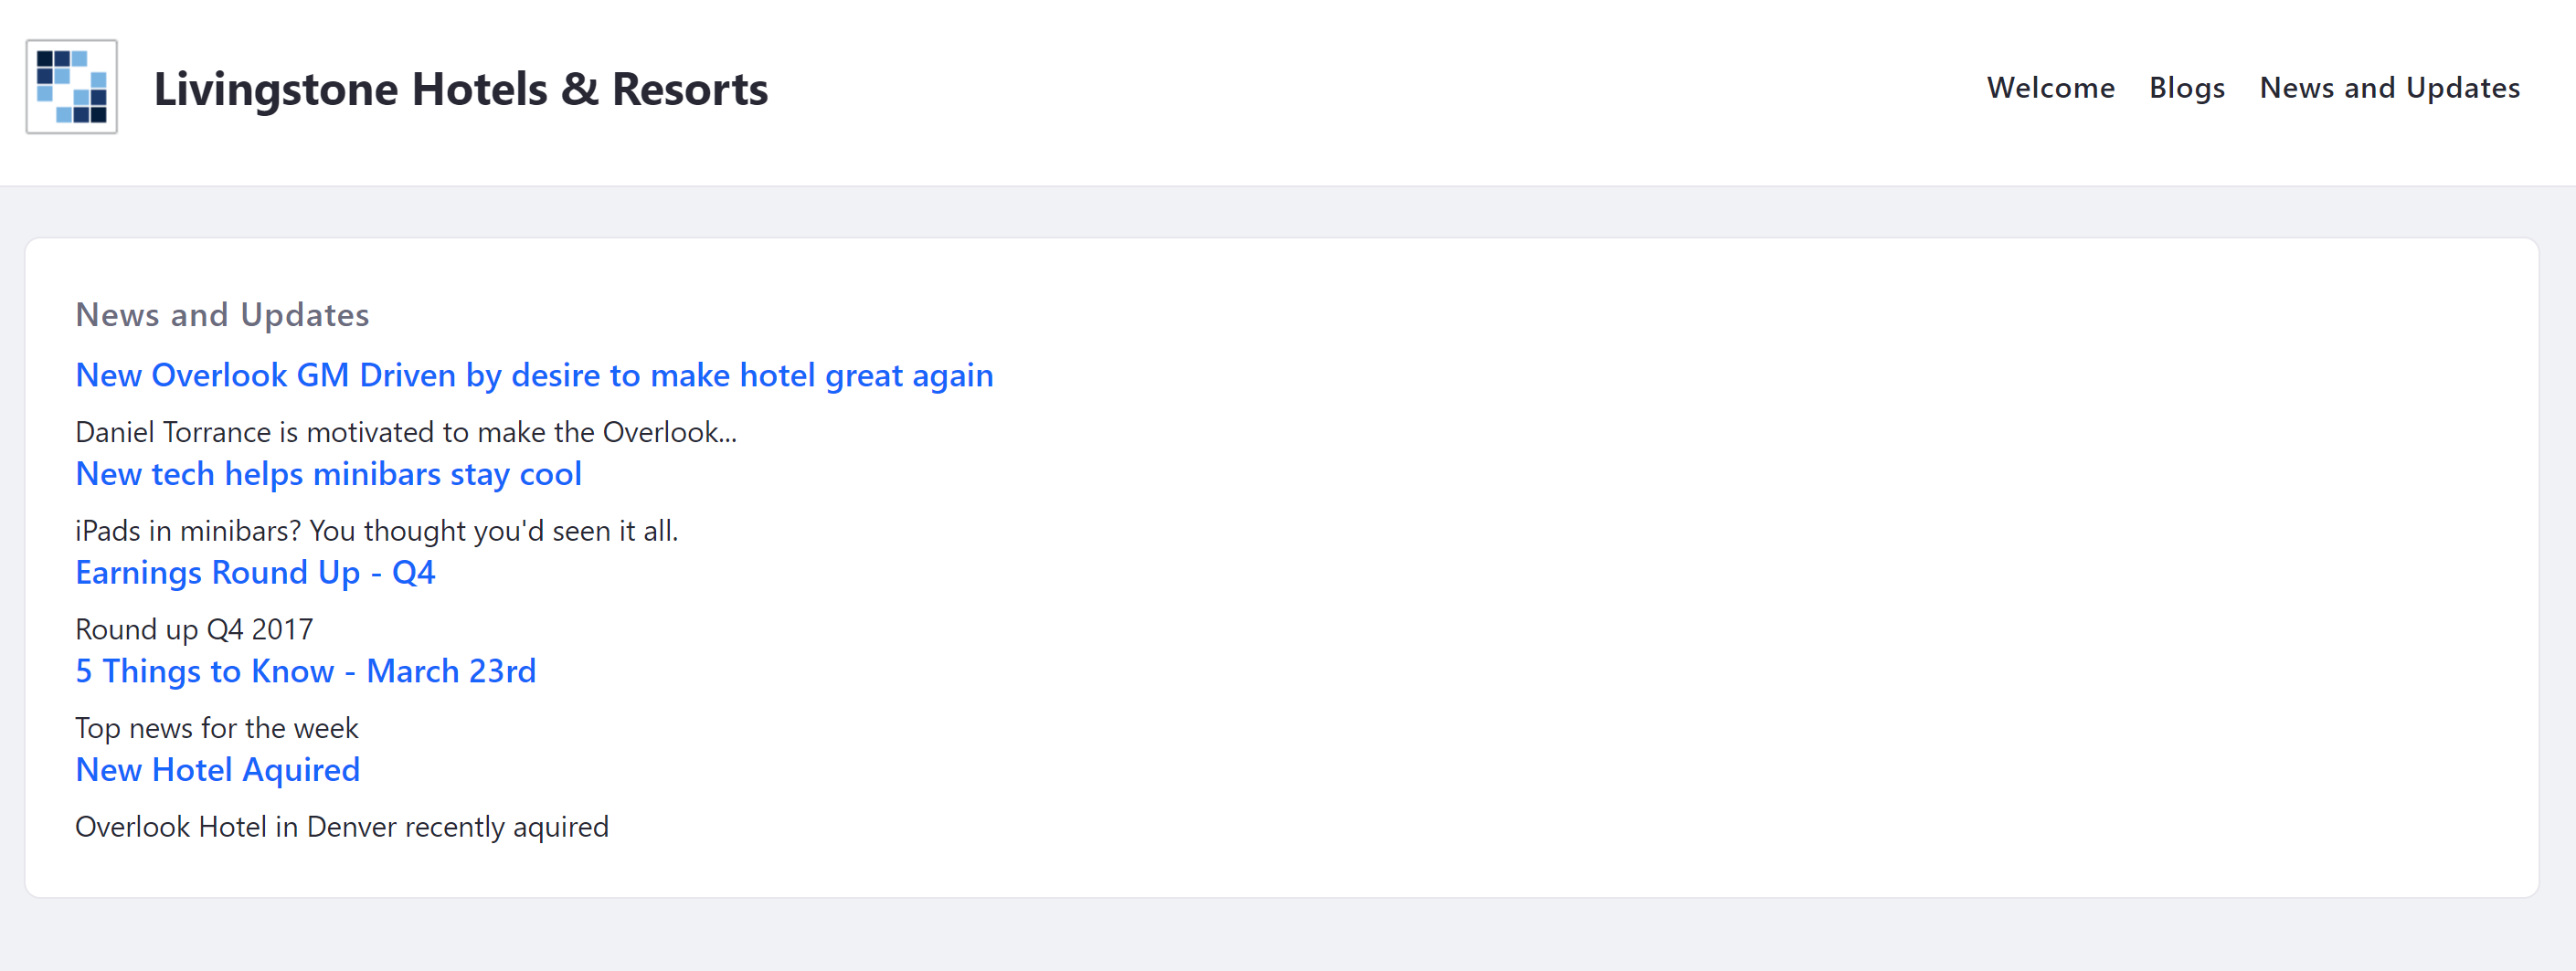 Livingstone Hotels & Resorts
Welcome Blogs News and Updates
News and Updates
New Overlook GM Driven by desire to make hotel great again
Daniel Torrance is motivated to make the Overlook...
New tech helps minibars stay cool
iPads in minibars? You thought you'd seen it all.
Earnings Round Up - Q4
Round up Q4 2017
5 Things to Know - March 23rd
Top news for the week
New Hotel Aquired
Overlook Hotel in Denver recently aquired